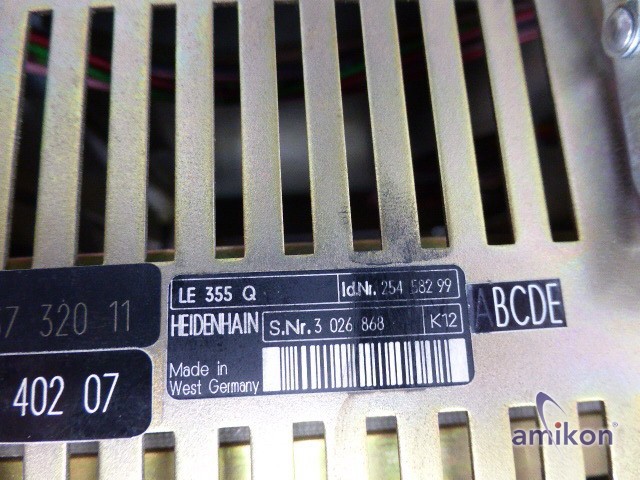 LE 355 Q
Id.Nr. 254 582 99
HEIDENHAIN
S.Nr. 3 026 868
K12
ABCDE
Made in
West Germany
7 320 11
402 07
amikon®